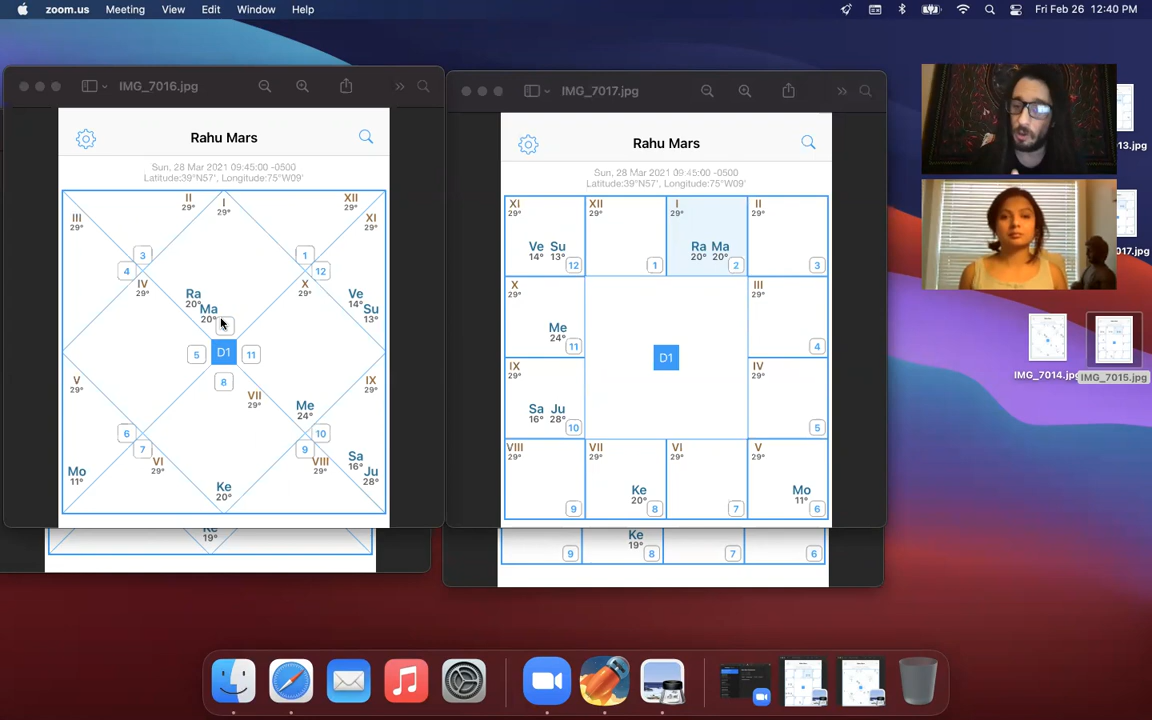 zoom.us Meeting View Edit Window Help
Fri Feb 26 12:40 PM
IMG_7016.jpg
Rahu Mars
Sun, 28 Mar 2021 09:45:00 -0500
Latitude:39°N57', Longitude:75°W09'
II
29°
I
29°
XII
29°
III
29°
XI
29°
3
4
1
12
IV
29°
X
29°
Ra
20°
Ma
20°
Ve
14°
Su
13°
5
D1
11
8
V
29°
VII
29°
IX
29°
Me
24°
6
7
10
9
VI
29°
VIII
29°
Mo
11°
Sa
16°
Ju
28°
Ke
20°
Ke
19°
IMG_7017.jpg
Rahu Mars
Sun, 28 Mar 2021 09:45:00 -0500
Latitude:39°N57', Longitude:75°W09'
XI
29°
XII
29°
I
29°
II
29°
Ve Su
14° 13°
12
1
Ra Ma
20° 20°
2
3
X
29°
III
29°
Me
24°
11
4
D1
IX
29°
IV
29°
Sa Ju
16° 28°
10
5
VIII
29°
VII
29°
VI
29°
V
29°
9
Ke
20°
8
7
Mo
11°
6
Ke
19°
9
8
7
6
13.jpg
17.jpg
IMG_7014.jpg
IMG_7015.jpg